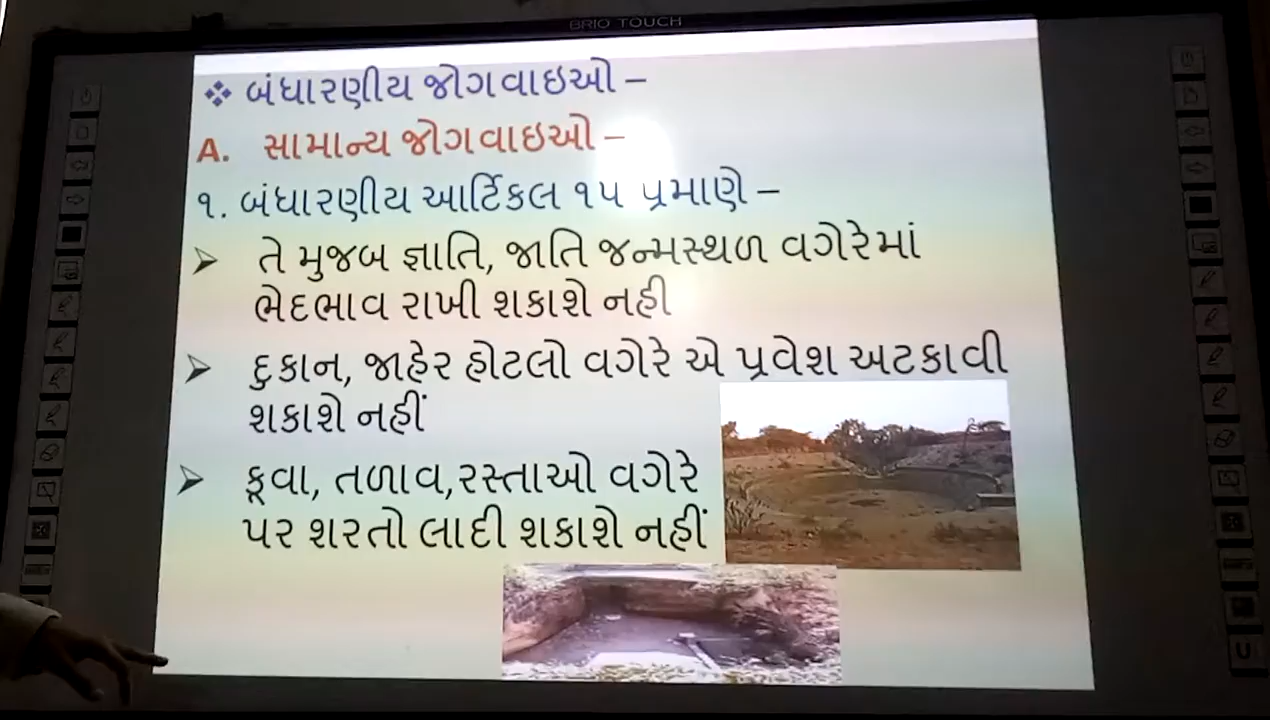 BRIO TOUCH
❖ બંધારણીય જોગવાઇઓ –
A. સામાન્ય જોગવાઇઓ –
૧. બંધારણીય આર્ટિકલ ૧૫ પ્રમાણે –
➢ તે મુજબ જ્ઞાતિ, જાતિ જન્મસ્થળ વગેરેમાં
ભેદભાવ રાખી શકાશે નહી
➢ દુકાન, જાહેર હોટલો વગેરે એ પ્રવેશ અટકાવી
શકાશે નહીં
➢ કૂવા, તળાવ,રસ્તાઓ વગેરે
પર શરતો લાદી શકાશે નહીં